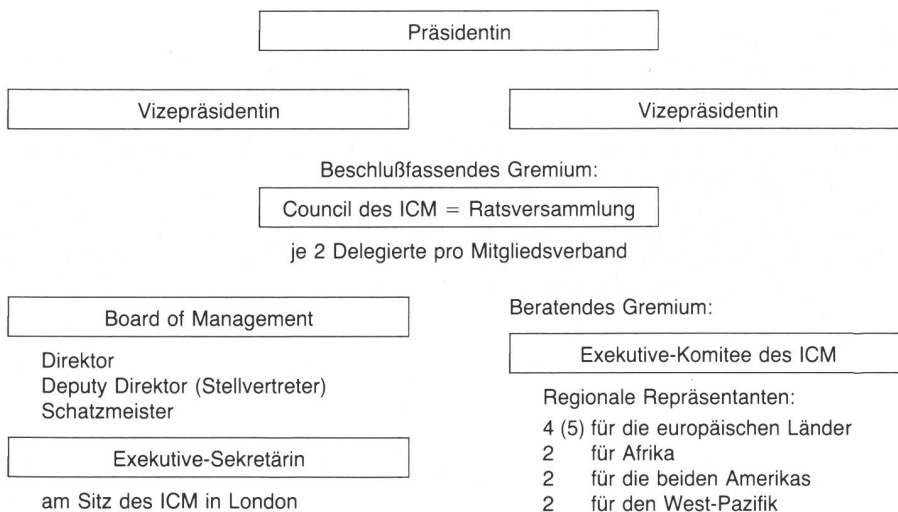 Präsidentin
Vizepräsidentin
Vizepräsidentin
Beschlußfassendes Gremium:
Council des ICM = Ratsversammlung
je 2 Delegierte pro Mitgliedsverband
Board of Management
Direktor
Deputy Direktor (Stellvertreter)
Schatzmeister
Exekutive-Sekretärin
am Sitz des ICM in London
Beratendes Gremium:
Exekutive-Komitee des ICM
Regionale Repräsentanten:
4 (5) für die europäischen Länder
2 für Afrika
2 für die beiden Amerikas
2 für den West-Pazifik